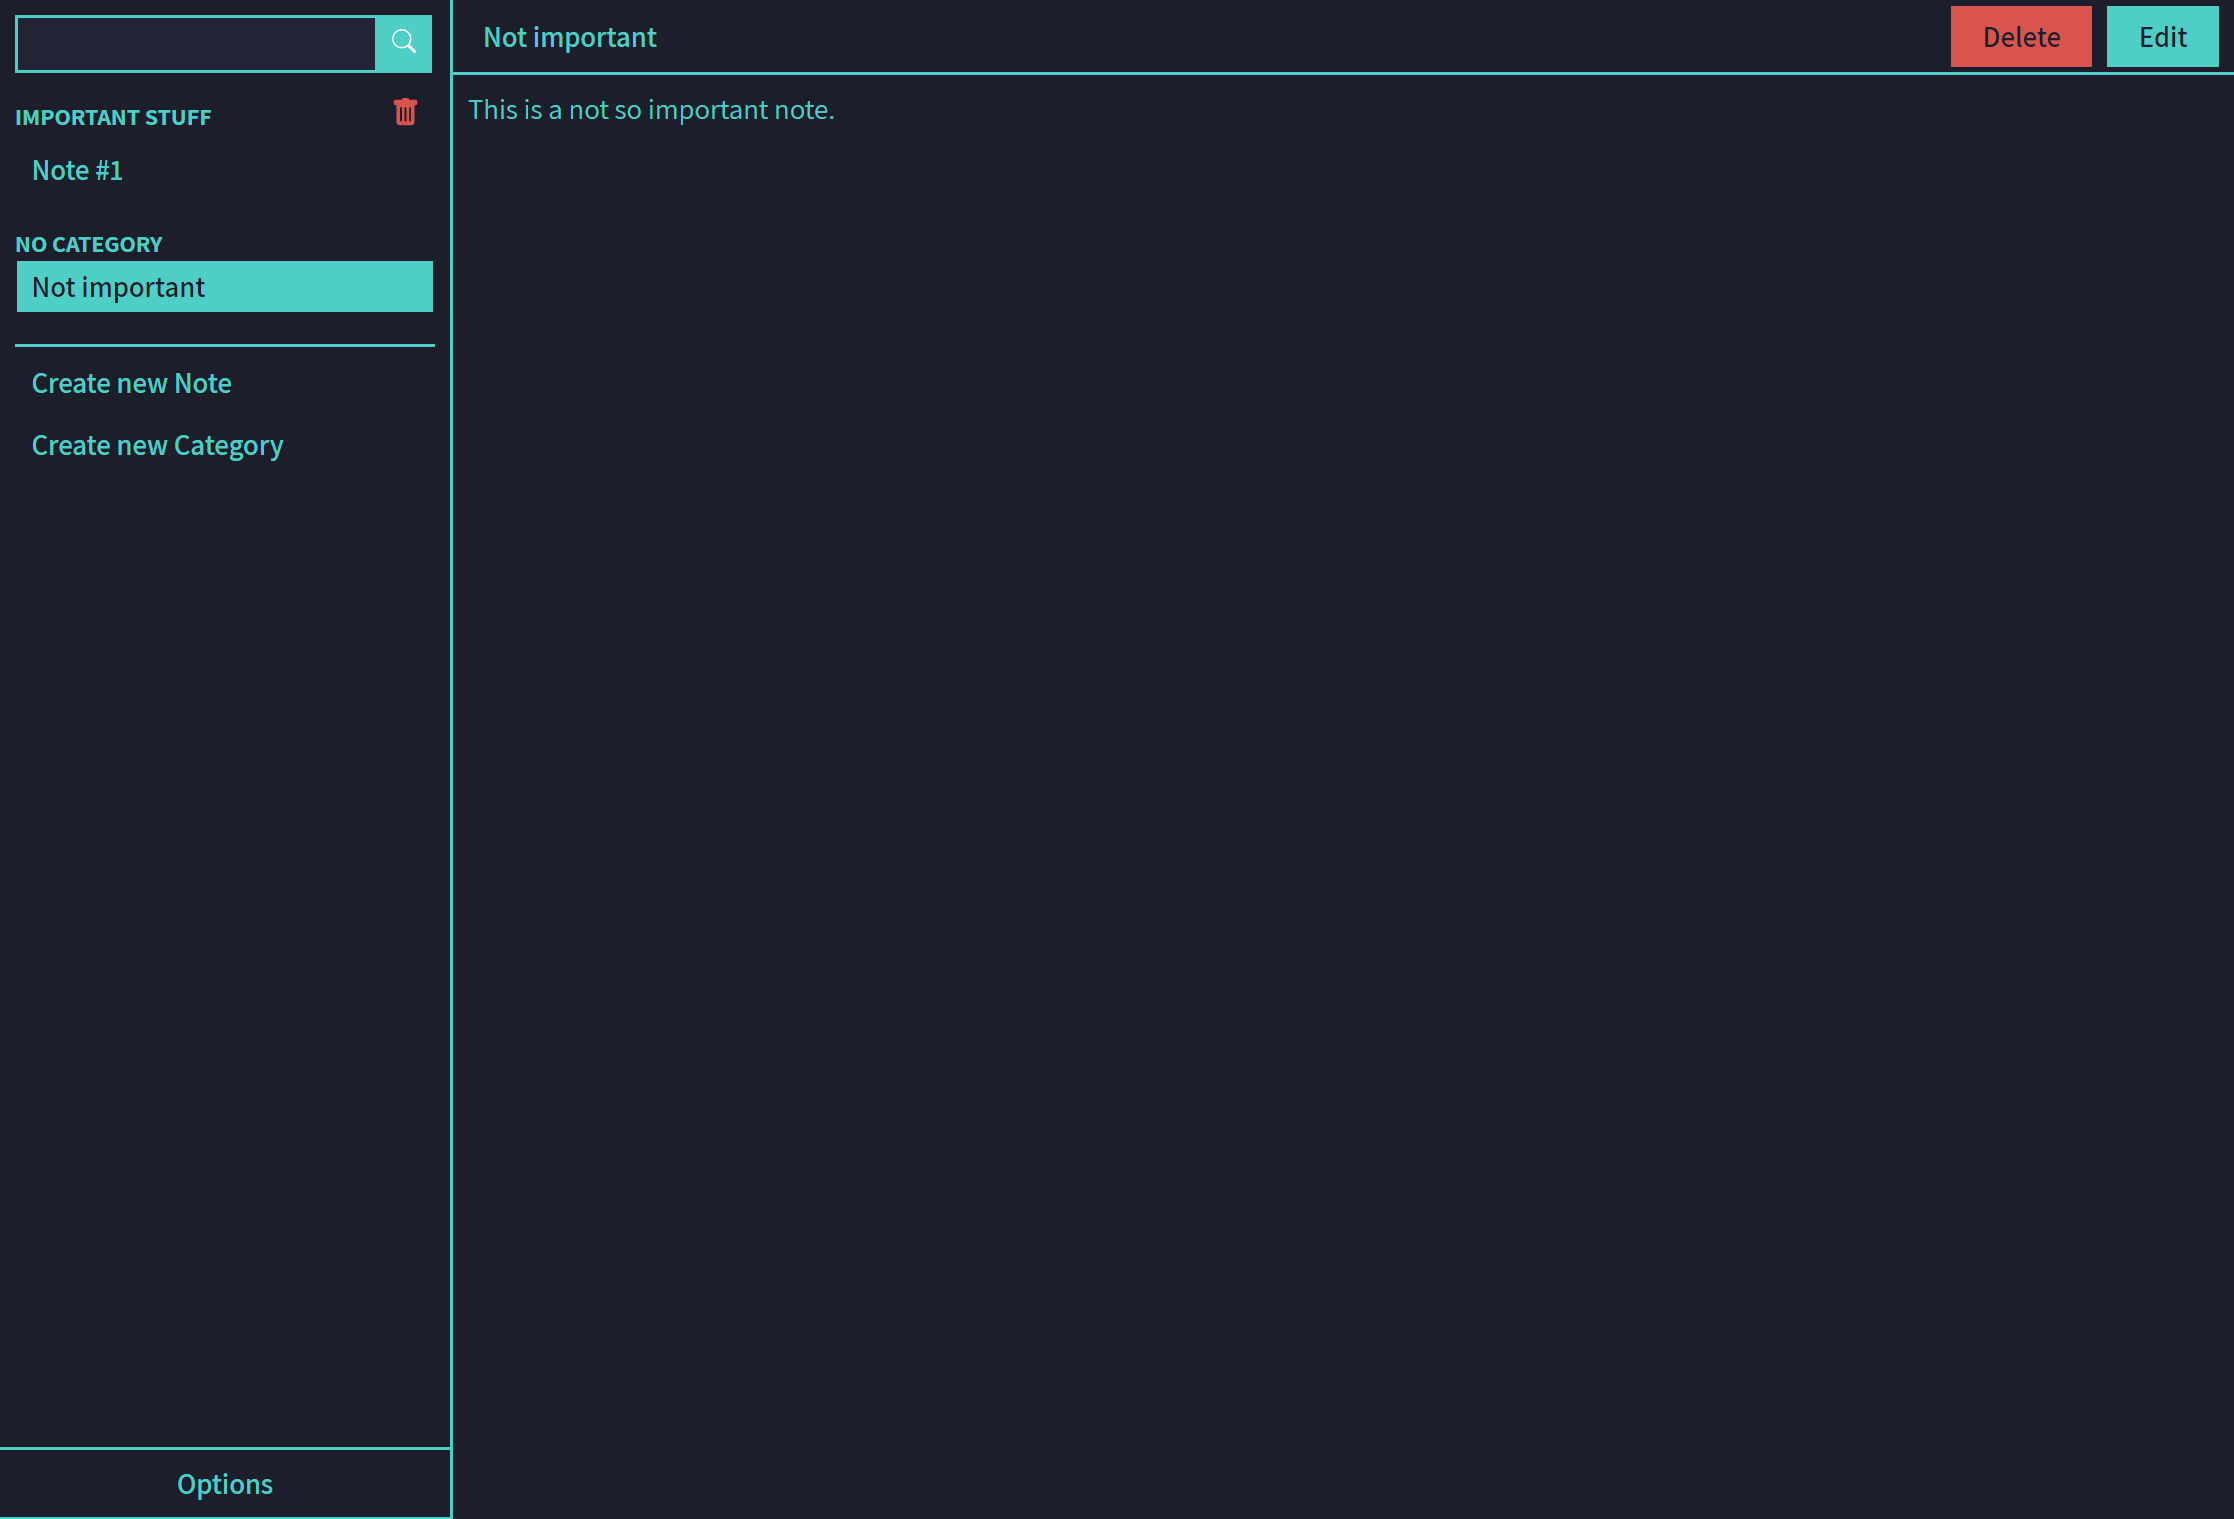 IMPORTANT STUFF
Note #1
NO CATEGORY
Not important
Create new Note
Create new Category
Options
Not important
Delete
Edit
This is a not so important note.